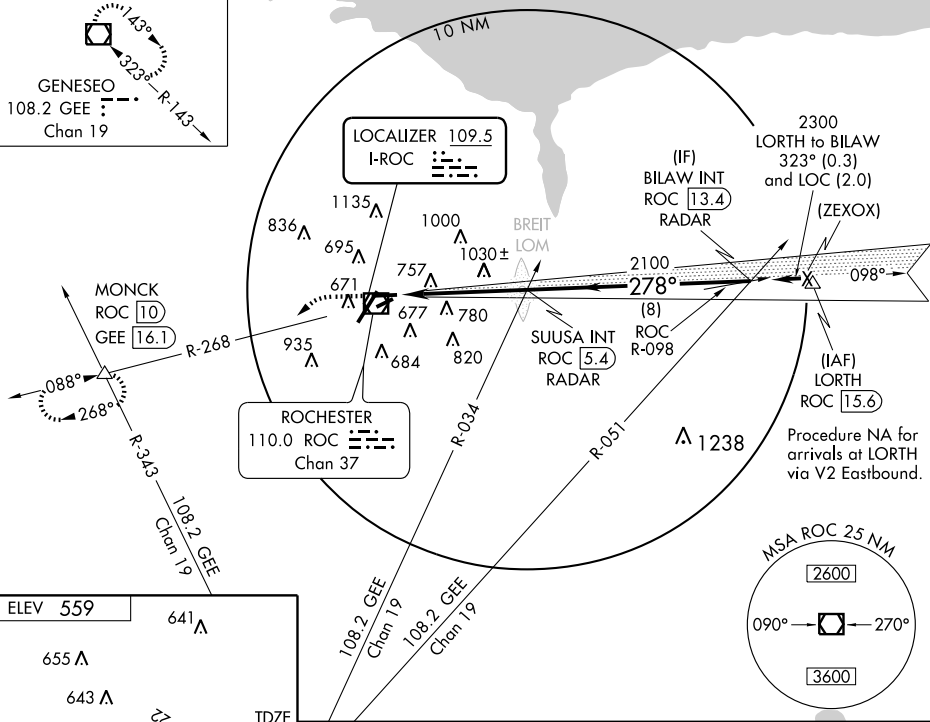 143°
323°
R-143
GENESEO
108.2 GEE
Chan 19
10 NM
LOCALIZER 109.5
I-ROC
2300
LORTH to BILAW
323° (0.3)
and LOC (2.0)
(IF)
BILAW INT
ROC 13.4
RADAR
(ZEXOX)
1135
836
695
671
1000
1030±
757
BREIT
LOM
2100
278°
098°
(8)
ROC
R-098
MONCK
ROC 10
GEE 16.1
R-268
088°
268°
935
684
677
780
820
SUUSA INT
ROC 5.4
RADAR
(IAF)
LORTH
ROC 15.6
Procedure NA for
arrivals at LORTH
via V2 Eastbound.
ROCHESTER
110.0 ROC
Chan 37
R-034
R-051
1238
R-343
108.2 GEE
Chan 19
108.2 GEE
Chan 19
108.2 GEE
Chan 19
MSA ROC 25 NM
2600
090°
270°
3600
ELEV 559
641
655
643
22
TDZE
X